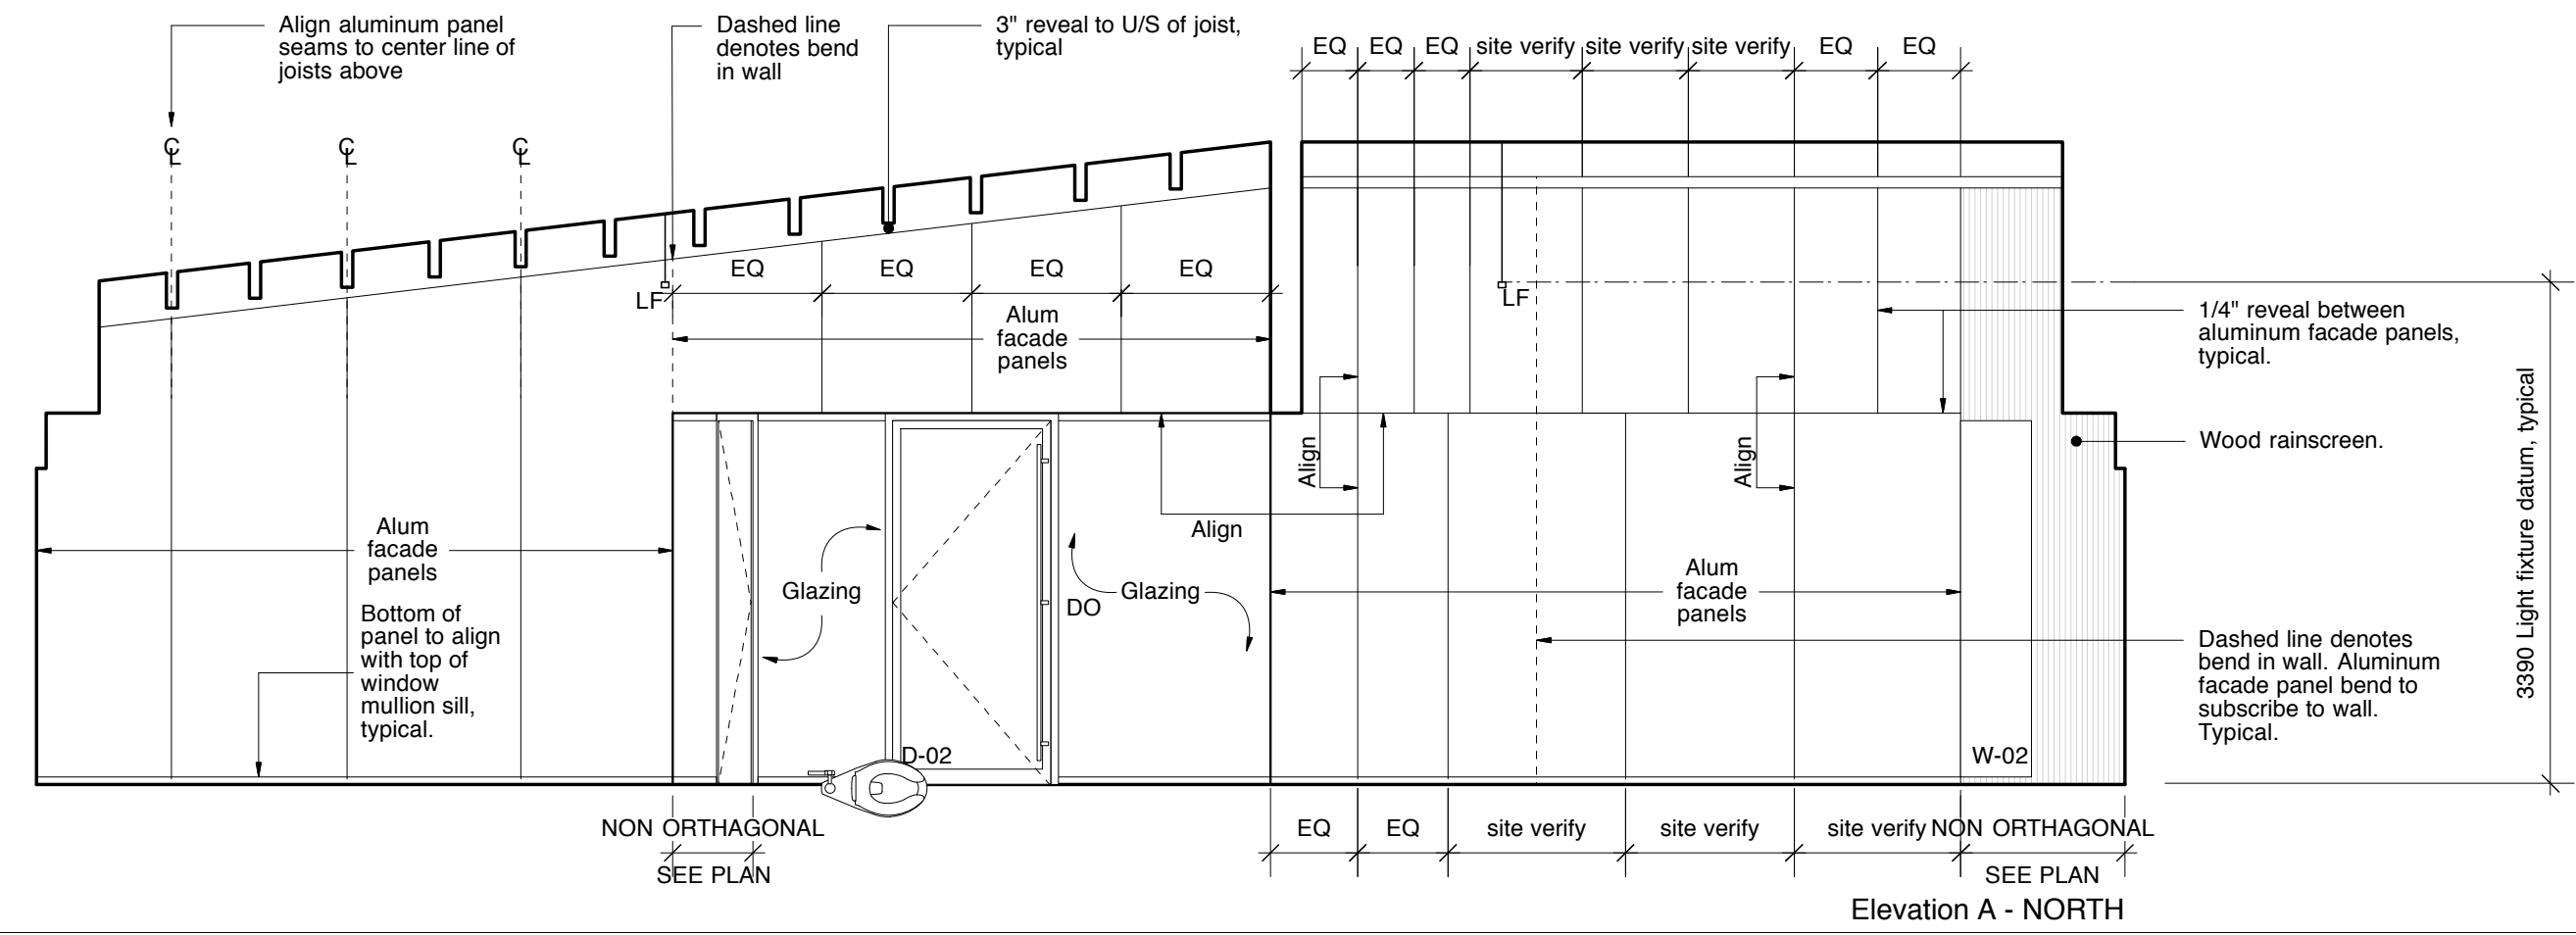 Align aluminum panel
seams to center line of
joists above
Dashed line
denotes bend
in wall
3" reveal to U/S of joist,
typical
EQ EQ EQ site verify site verify site verify EQ EQ
CL CL CL
EQ EQ EQ EQ
LF
Alum
facade
panels
LF
1/4" reveal between
aluminum facade panels,
typical.
Wood rainscreen.
3390 Light fixture datum, typical
Align
Align
Align
Alum
facade
panels
Glazing
DO
Glazing
Alum
facade
panels
Bottom of
panel to align
with top of
window
mullion sill,
typical.
Dashed line denotes
bend in wall. Aluminum
facade panel bend to
subscribe to wall.
Typical.
D-02
W-02
NON ORTHAGONAL
SEE PLAN
EQ EQ site verify site verify site verify NON ORTHAGONAL
SEE PLAN
Elevation A - NORTH